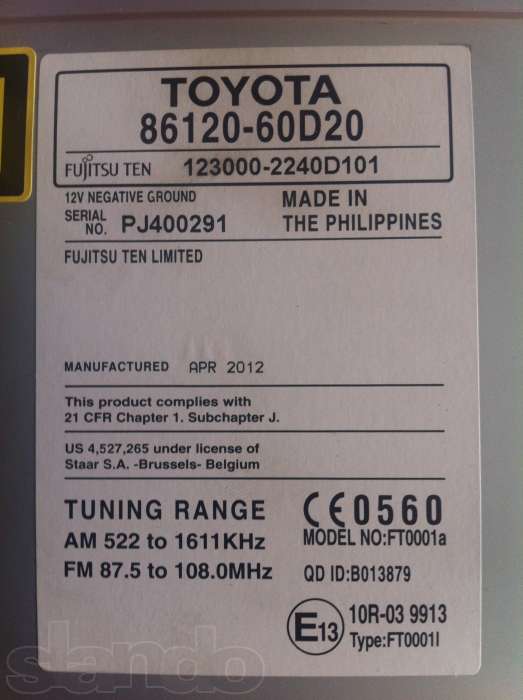 TOYOTA
86120-60D20
FUJITSU TEN 123000-2240D101
12V NEGATIVE GROUND
SERIAL NO. PJ400291
MADE IN
THE PHILIPPINES
FUJITSU TEN LIMITED
MANUFACTURED APR 2012
This product complies with
21 CFR Chapter 1. Subchapter J.
US 4,527,265 under license of
Staar S.A. -Brussels- Belgium
TUNING RANGE
AM 522 to 1611KHz
FM 87.5 to 108.0MHz
CE0560
MODEL NO:FT0001a
QD ID:B013879
E13
10R-03 9913
Type:FT0001I
slando